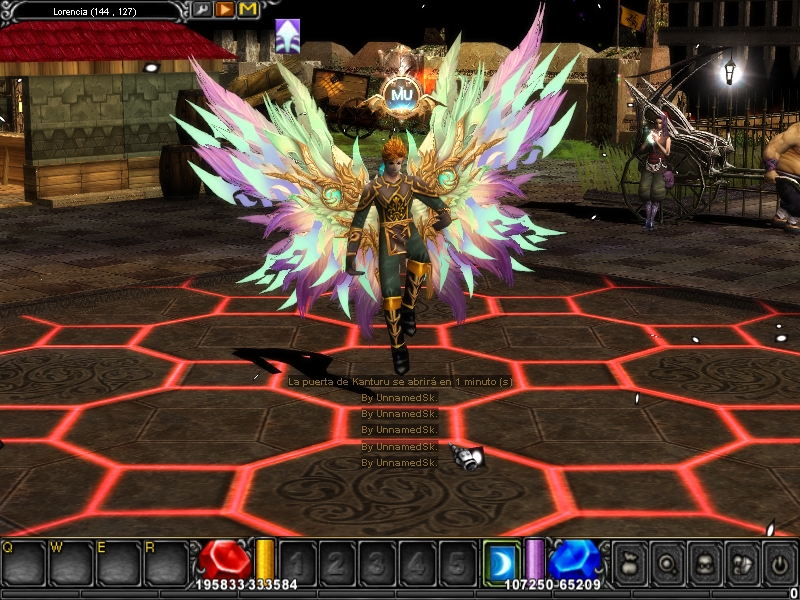 Lorencia (144 , 127)
M
MU
La puerta de Kanturu se abrirá en 1 minuto (s)
By UnnamedSk.
By UnnamedSk.
By UnnamedSk.
By UnnamedSk.
By UnnamedSk.
Q W E R 1 2 3 4 5
195833 333584 107250 65209
0